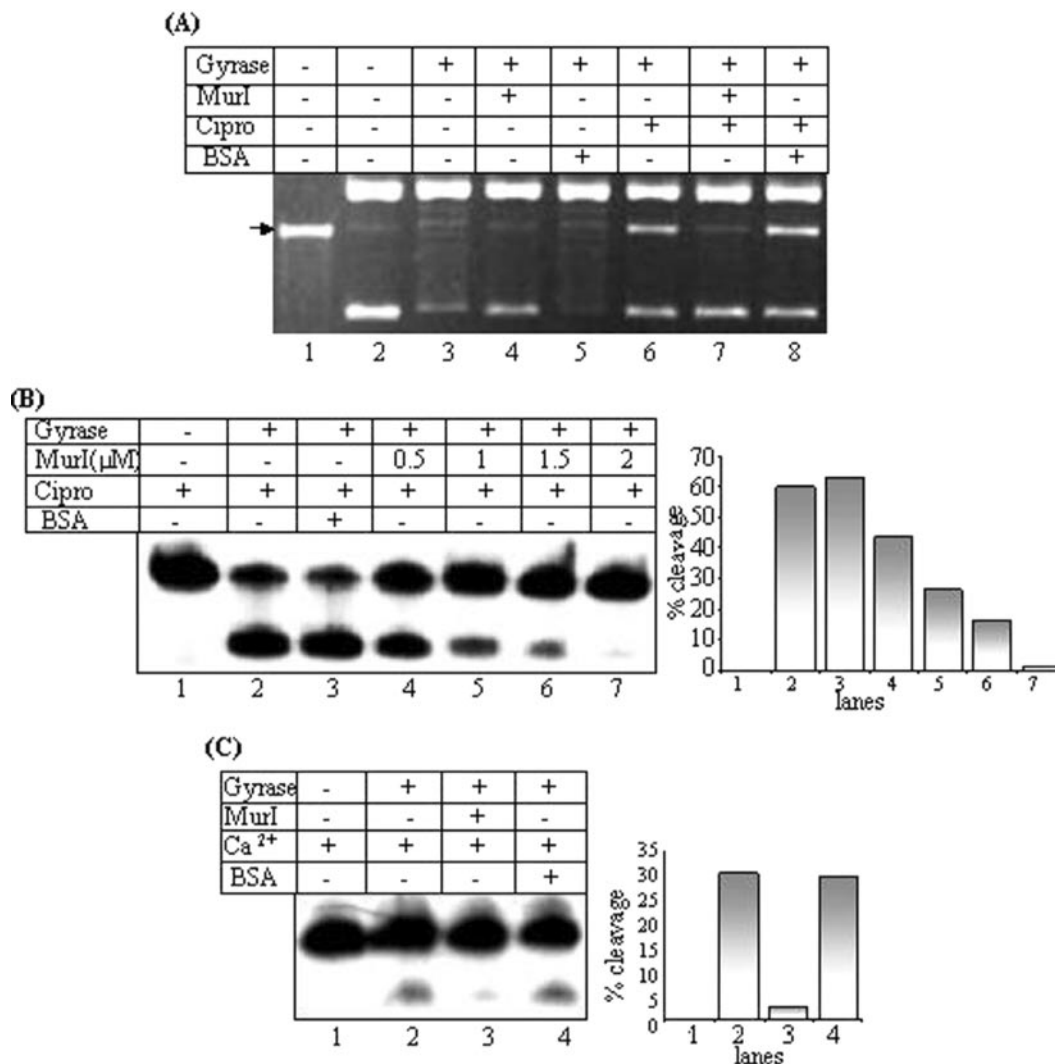 (A)
Gyrase - - + + + + + +
MurI - - - + - - + -
Cipro - - - - - + + +
BSA - - - - + - - +
1 2 3 4 5 6 7 8
(B)
Gyrase - + + + + + +
MurI(μM) - - - 0.5 1 1.5 2
Cipro + + + + + + +
BSA - - + - - - -
1 2 3 4 5 6 7
70
60
50
40
30
20
10
0
% cleavage
1 2 3 4 5 6 7
lanes
(C)
Gyrase - + + +
MurI - - + -
Ca 2+ + + + +
BSA - - - +
1 2 3 4
35
30
25
20
15
10
5
0
% cleavage
1 2 3 4
lanes